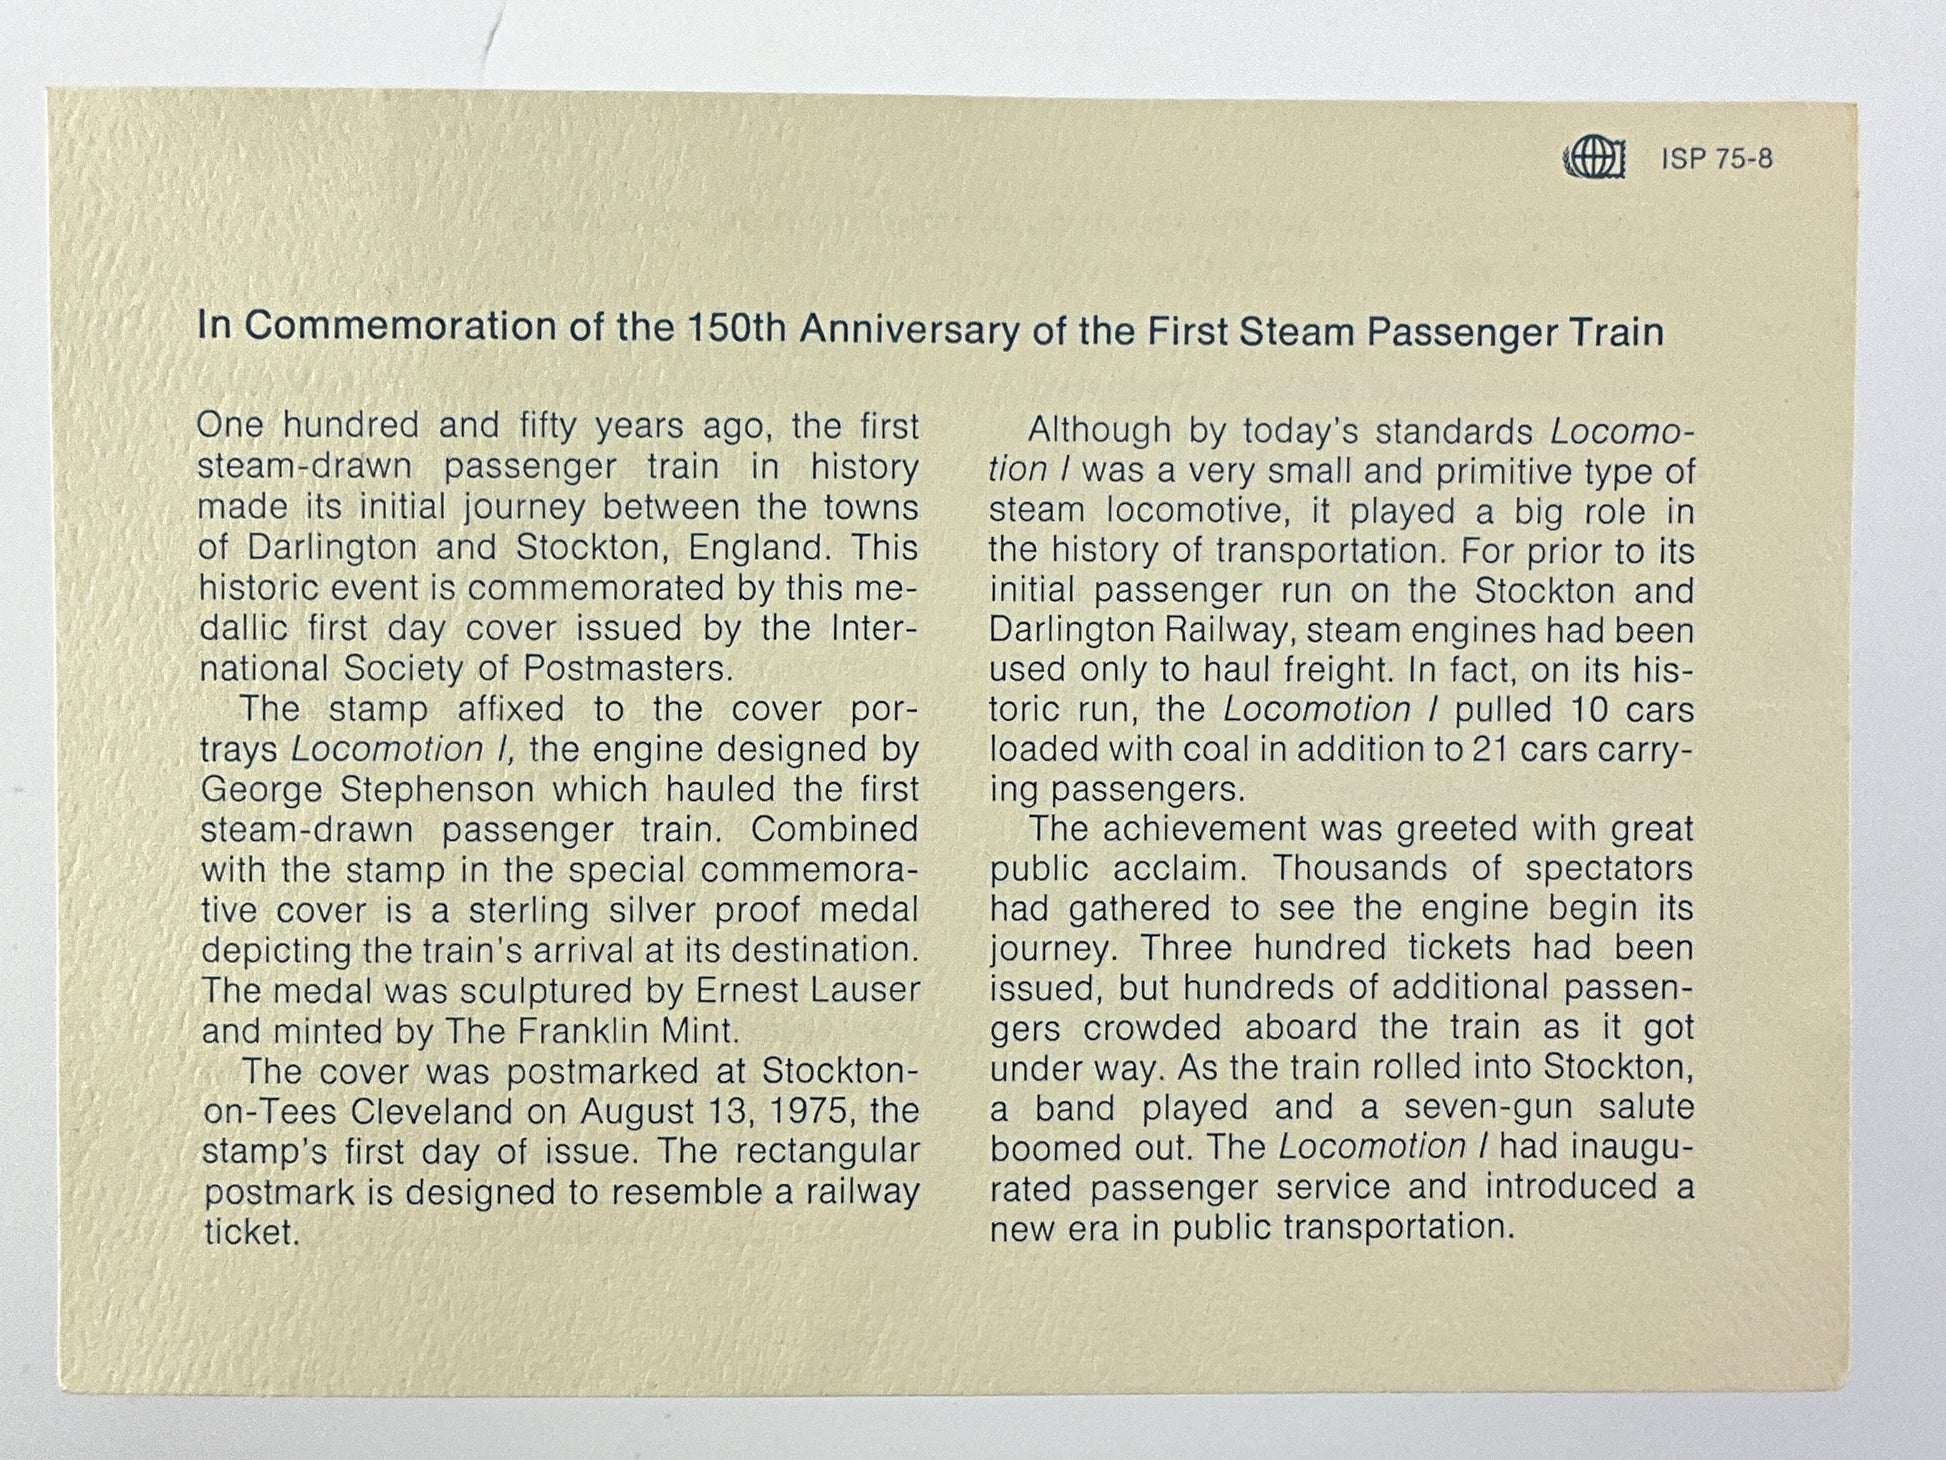 ISP 75-8
In Commemoration of the 150th Anniversary of the First Steam Passenger Train
One hundred and fifty years ago, the first
steam-drawn passenger train in history
made its initial journey between the towns
of Darlington and Stockton, England. This
historic event is commemorated by this me-
dallic first day cover issued by the Inter-
national Society of Postmasters.
The stamp affixed to the cover por-
trays Locomotion I, the engine designed by
George Stephenson which hauled the first
steam-drawn passenger train. Combined
with the stamp in the special commemora-
tive cover is a sterling silver proof medal
depicting the train's arrival at its destination.
The medal was sculptured by Ernest Lauser
and minted by The Franklin Mint.
The cover was postmarked at Stockton-
on-Tees Cleveland on August 13, 1975, the
stamp's first day of issue. The rectangular
postmark is designed to resemble a railway
ticket.
Although by today's standards Locomo-
tion I was a very small and primitive type of
steam locomotive, it played a big role in
the history of transportation. For prior to its
initial passenger run on the Stockton and
Darlington Railway, steam engines had been
used only to haul freight. In fact, on its his-
toric run, the Locomotion I pulled 10 cars
loaded with coal in addition to 21 cars carry-
ing passengers.
The achievement was greeted with great
public acclaim. Thousands of spectators
had gathered to see the engine begin its
journey. Three hundred tickets had been
issued, but hundreds of additional passen-
gers crowded aboard the train as it got
under way. As the train rolled into Stockton,
a band played and a seven-gun salute
boomed out. The Locomotion I had inaugu-
rated passenger service and introduced a
new era in public transportation.